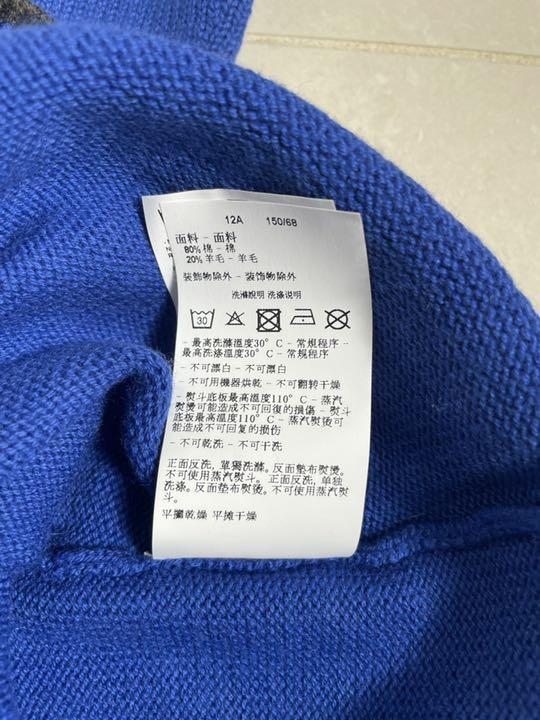 12A 150/68
面料 - 面料
80% 棉 - 棉
20% 羊毛 - 羊毛
装飾物除外 - 装饰物除外
洗滌說明 洗涤说明
30
- 最高洗滌溫度30° C - 常規程序 -
最高洗涤温度30° C - 常规程序
- 不可漂白 - 不可漂白
- 不可用機器烘乾 - 不可翻转干燥
- 熨斗底板最高溫度110° C - 蒸汽
熨燙可能造成不可回復的損傷 - 熨斗
底板最高温度110° C - 蒸汽熨烫可
能造成不可回复的损伤
- 不可乾洗 - 不可干洗
正面反洗, 單獨洗滌。反面墊布熨燙。
不可使用蒸汽熨斗。 正面反洗, 单独
洗涤。反面垫布熨烫。不可使用蒸汽熨
斗。
平攤乾燥 平摊干燥